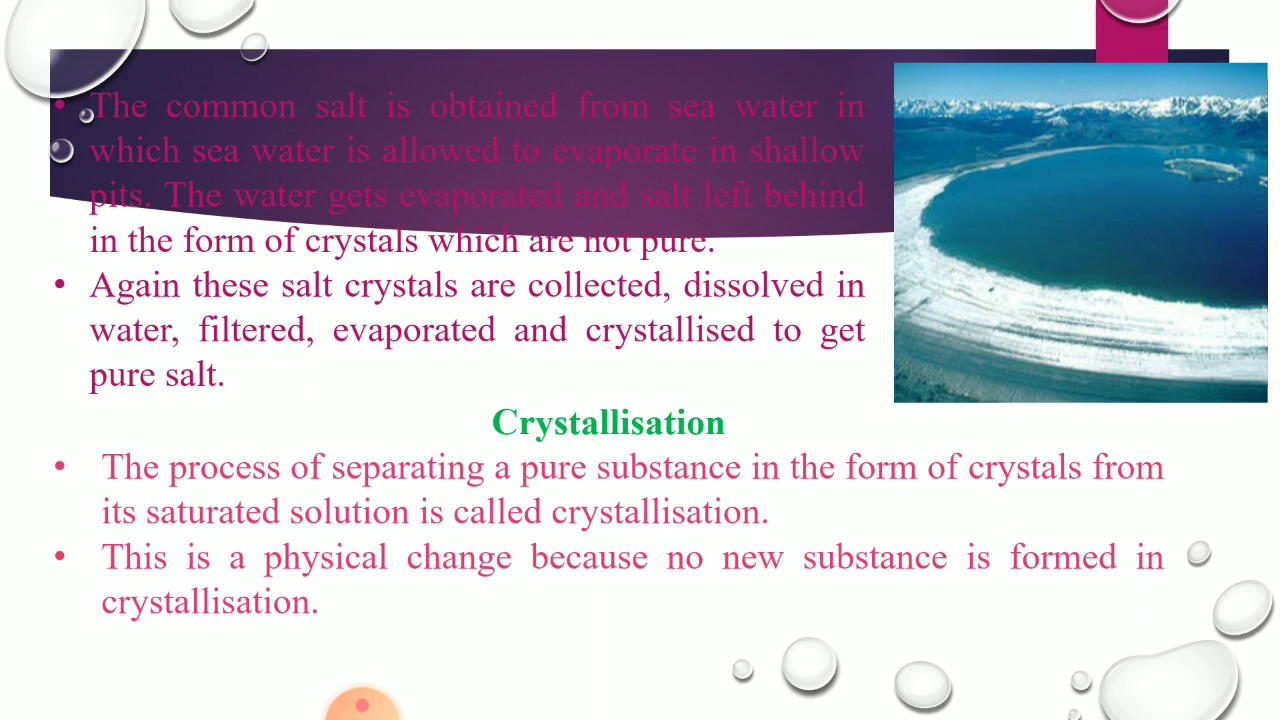 • The common salt is obtained from sea water in
which sea water is allowed to evaporate in shallow
pits. The water gets evaporated and salt left behind
in the form of crystals which are not pure.
• Again these salt crystals are collected, dissolved in
water, filtered, evaporated and crystallised to get
pure salt.
Crystallisation
• The process of separating a pure substance in the form of crystals from
its saturated solution is called crystallisation.
• This is a physical change because no new substance is formed in
crystallisation.